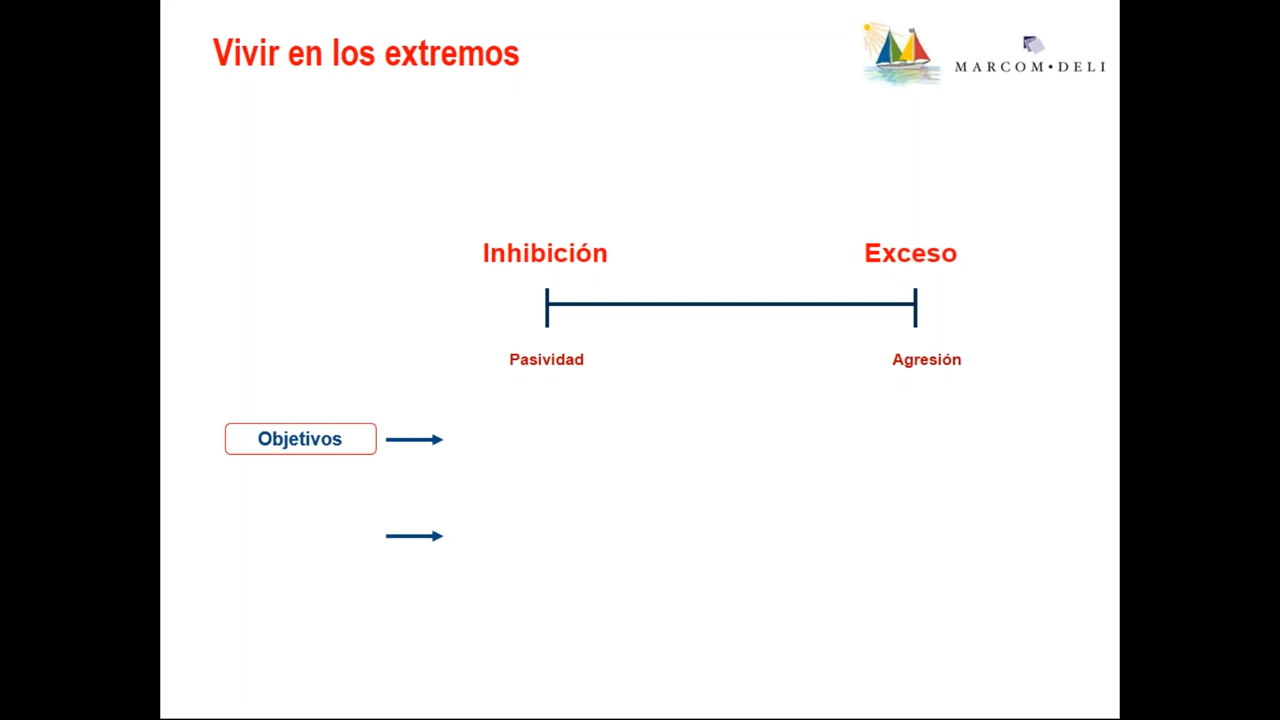 Vivir en los extremos
MARCOM•DELI
Inhibición
Exceso
Pasividad
Agresión
Objetivos